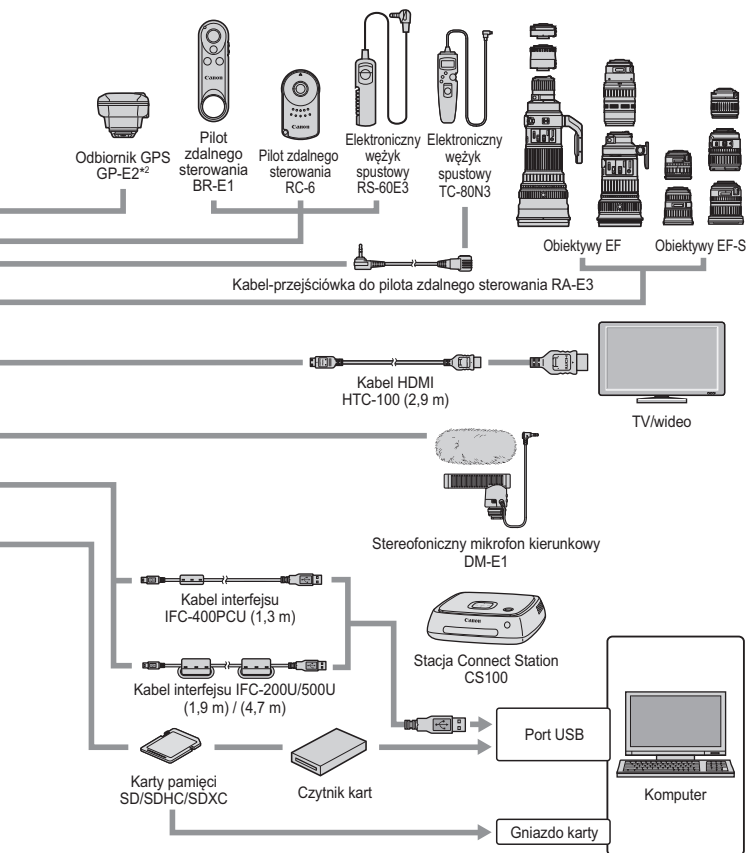 Canon
Canon
Odbiornik GPS
GP-E2*2
Pilot
zdalnego
sterowania
BR-E1
Pilot zdalnego
sterowania
RC-6
Elektroniczny
wężyk
spustowy
RS-60E3
Elektroniczny
wężyk
spustowy
TC-80N3
Obiektywy EF
Obiektywy EF-S
Kabel-przejściówka do pilota zdalnego sterowania RA-E3
Kabel HDMI
HTC-100 (2,9 m)
TV/wideo
Stereofoniczny mikrofon kierunkowy
DM-E1
Kabel interfejsu
IFC-400PCU (1,3 m)
Canon
Stacja Connect Station
CS100
Kabel interfejsu IFC-200U/500U
(1,9 m) / (4,7 m)
Port USB
Karty pamięci
SD/SDHC/SDXC
Czytnik kart
Komputer
Gniazdo karty